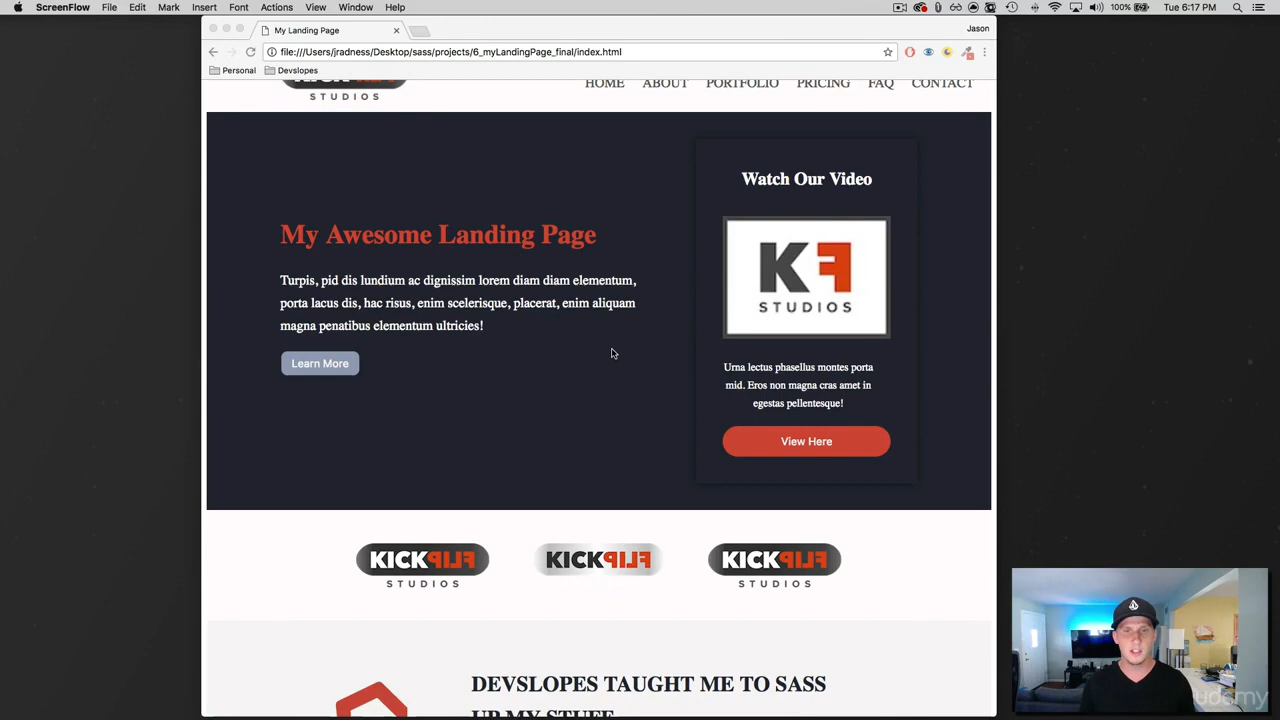 ScreenFlow File Edit Mark Insert Font Actions View Window Help 100% Tue 6:17 PM
My Landing Page Jason
file:///Users/jradness/Desktop/sass/projects/6_myLandingPage_final/index.html
Personal Devslopes
STUDIOS
HOME ABOUT PORTFOLIO PRICING FAQ CONTACT
My Awesome Landing Page
Turpis, pid dis lundium ac dignissim lorem diam diam elementum,
porta lacus dis, hac risus, enim scelerisque, placerat, enim aliquam
magna penatibus elementum ultricies!
Learn More
Watch Our Video
KF
STUDIOS
Urna lectus phasellus montes porta
mid. Eros non magna cras amet in
egestas pellentesque!
View Here
KICKFLIP
STUDIOS
KICKFLIP
KICKFLIP
STUDIOS
DEVSLOPES TAUGHT ME TO SASS
UP MY STUFF
udemy